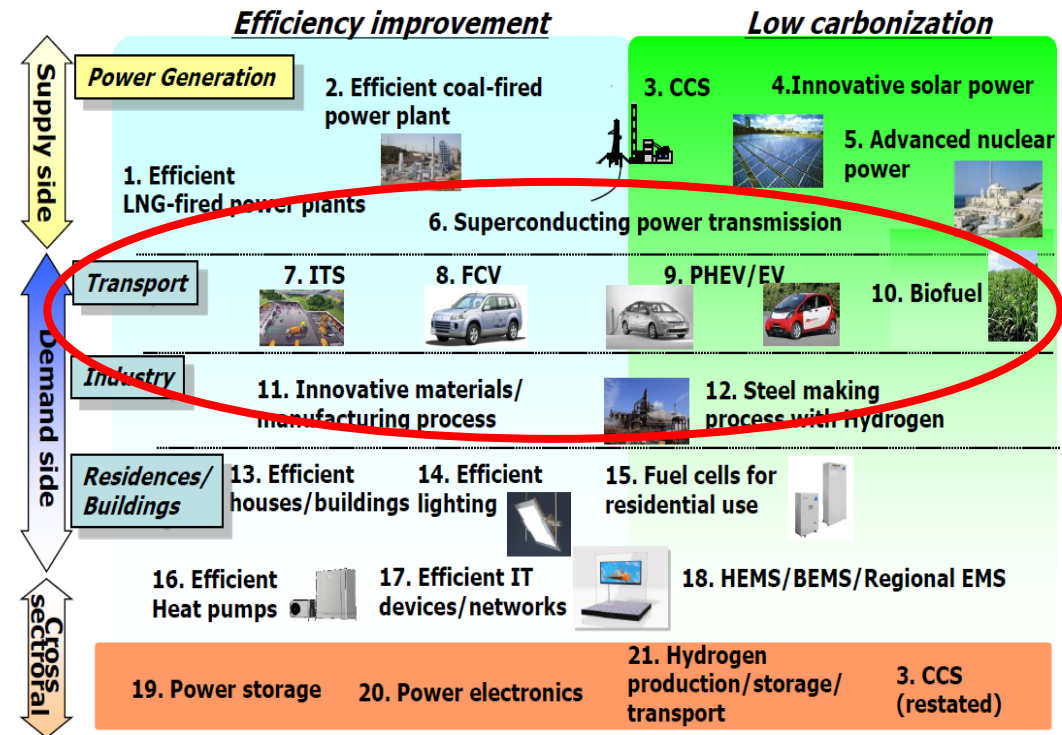 Efficiency improvement
Low carbonization
Supply side
Power Generation
2. Efficient coal-fired
power plant
3. CCS
4.Innovative solar power
5. Advanced nuclear
power
1. Efficient
LNG-fired power plants
6. Superconducting power transmission
Demand side
Transport
7. ITS
8. FCV
9. PHEV/EV
10. Biofuel
Industry
11. Innovative materials/
manufacturing process
12. Steel making
process with Hydrogen
Residences/
Buildings
13. Efficient
houses/buildings
14. Efficient
lighting
15. Fuel cells for
residential use
16. Efficient
Heat pumps
17. Efficient IT
devices/networks
18. HEMS/BEMS/Regional EMS
Cross
sectroral
19. Power storage
20. Power electronics
21. Hydrogen
production/storage/
transport
3. CCS
(restated)